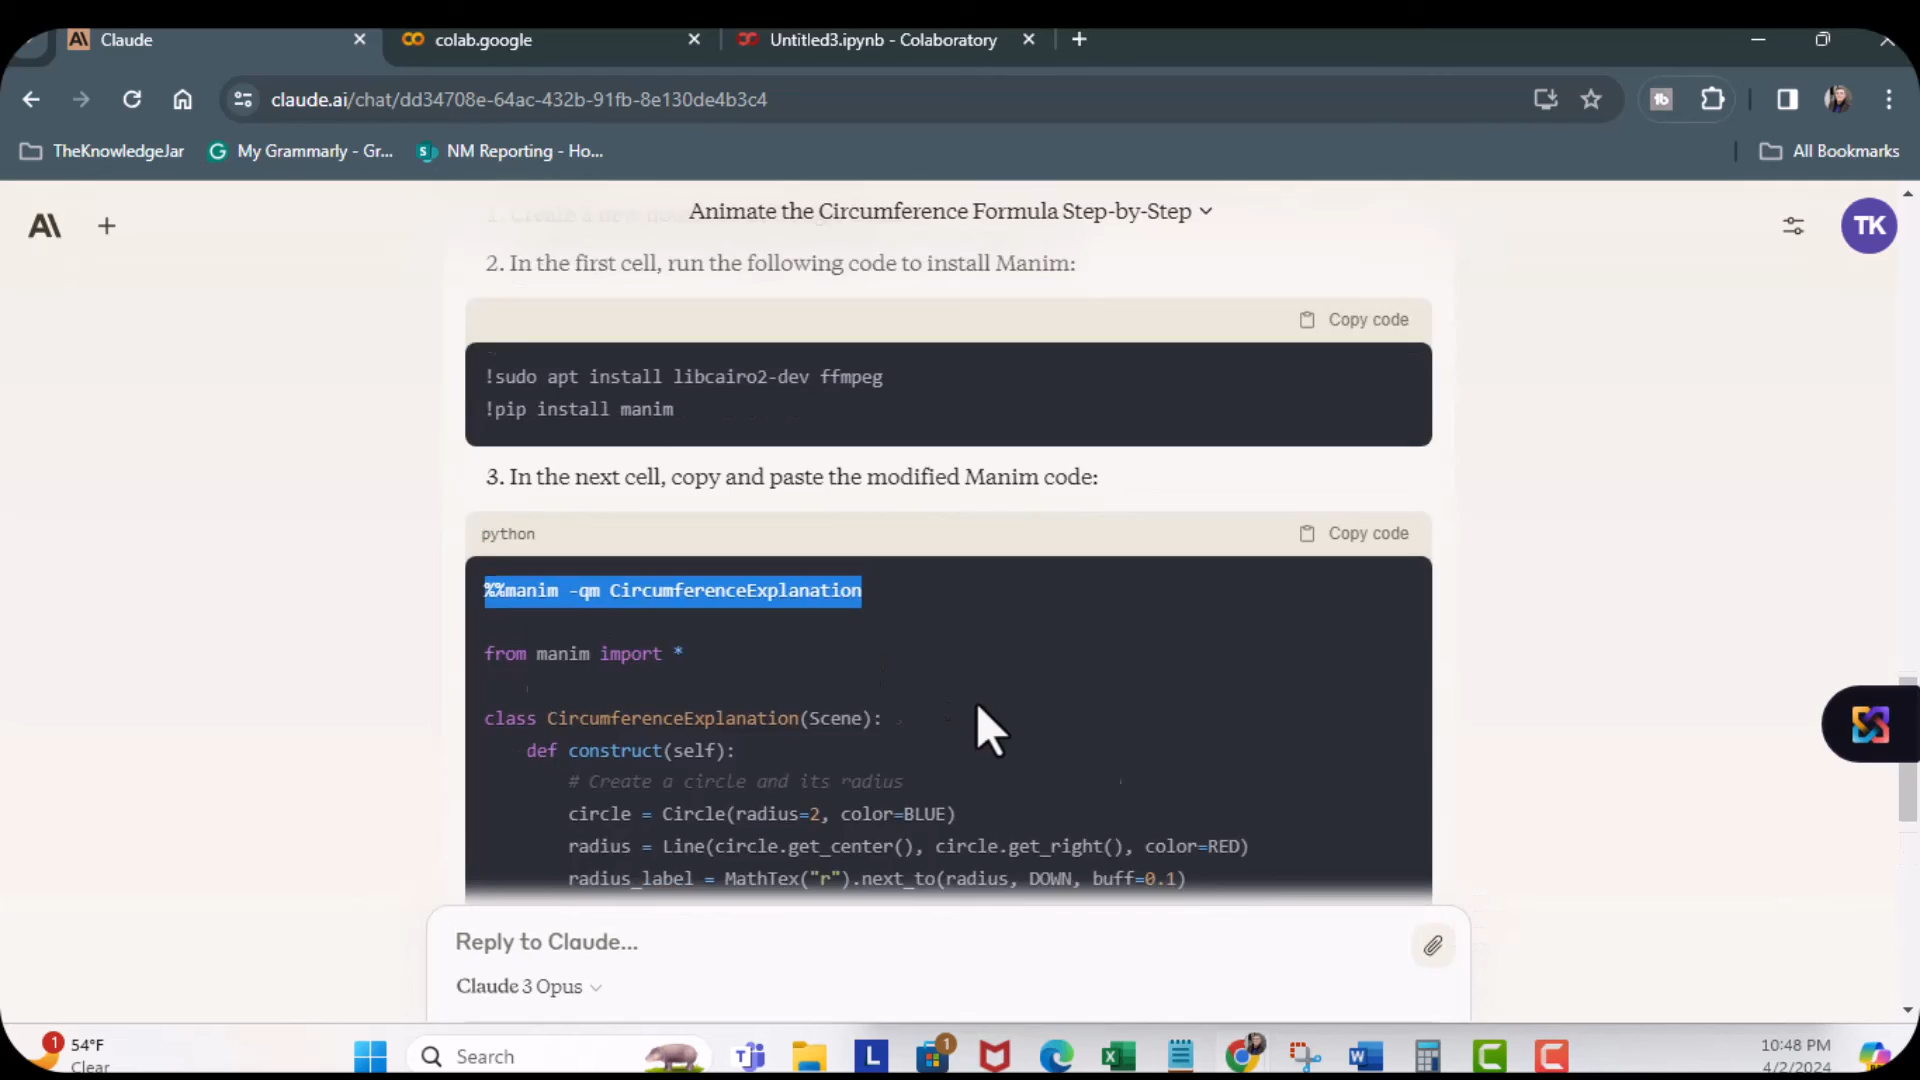 Claude
colab.google
Untitled3.ipynb - Colaboratory
claude.ai/chat/dd34708e-64ac-432b-91fb-8e130de4b3c4
TheKnowledgeJar
My Grammarly - Gr...
NM Reporting - Ho...
All Bookmarks
Animate the Circumference Formula Step-by-Step
TK
2. In the first cell, run the following code to install Manim:
Copy code
!sudo apt install libcairo2-dev ffmpeg
!pip install manim
3. In the next cell, copy and paste the modified Manim code:
python
Copy code
%%manim -qm CircumferenceExplanation
from manim import *
class CircumferenceExplanation(Scene):
def construct(self):
# Create a circle and its radius
circle = Circle(radius=2, color=BLUE)
radius = Line(circle.get_center(), circle.get_right(), color=RED)
radius_label = MathTex("r").next_to(radius, DOWN, buff=0.1)
Reply to Claude...
Claude 3 Opus
1
54°F
Clear
Search
1
10:48 PM
4/2/2024